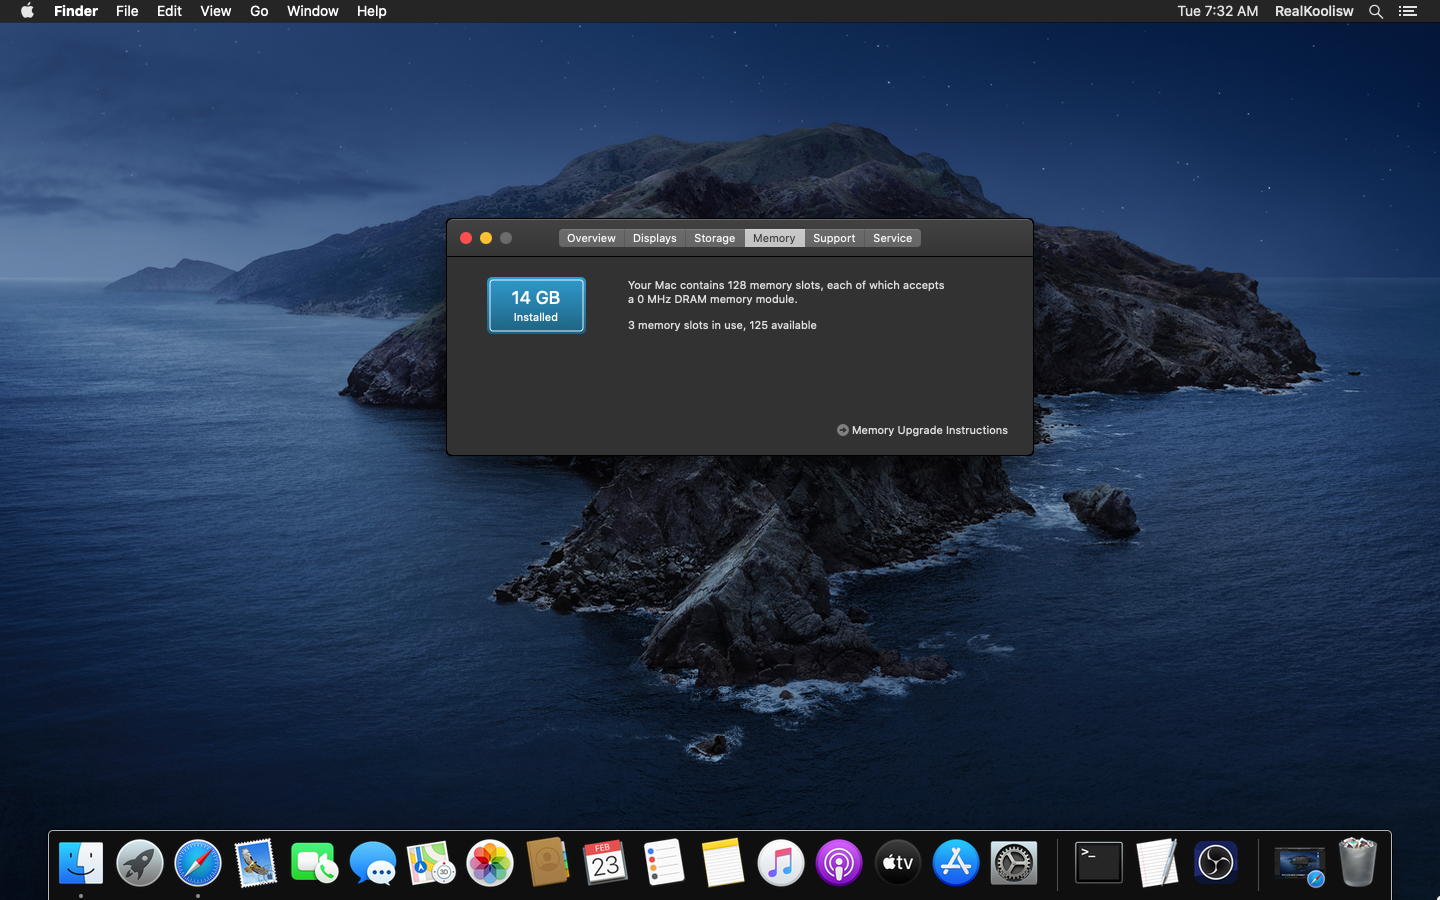 Finder File Edit View Go Window Help Tue 7:32 AM RealKoolisw
Overview Displays Storage Memory Support Service
14 GB
Installed
Your Mac contains 128 memory slots, each of which accepts
a 0 MHz DRAM memory module.
3 memory slots in use, 125 available
Memory Upgrade Instructions
FEB
23
3D
tv
>_